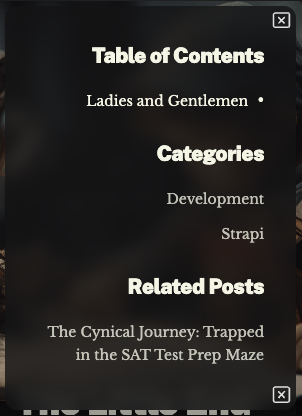 Table of Contents
Ladies and Gentlemen •
Categories
Development
Strapi
Related Posts
The Cynical Journey: Trapped
in the SAT Test Prep Maze